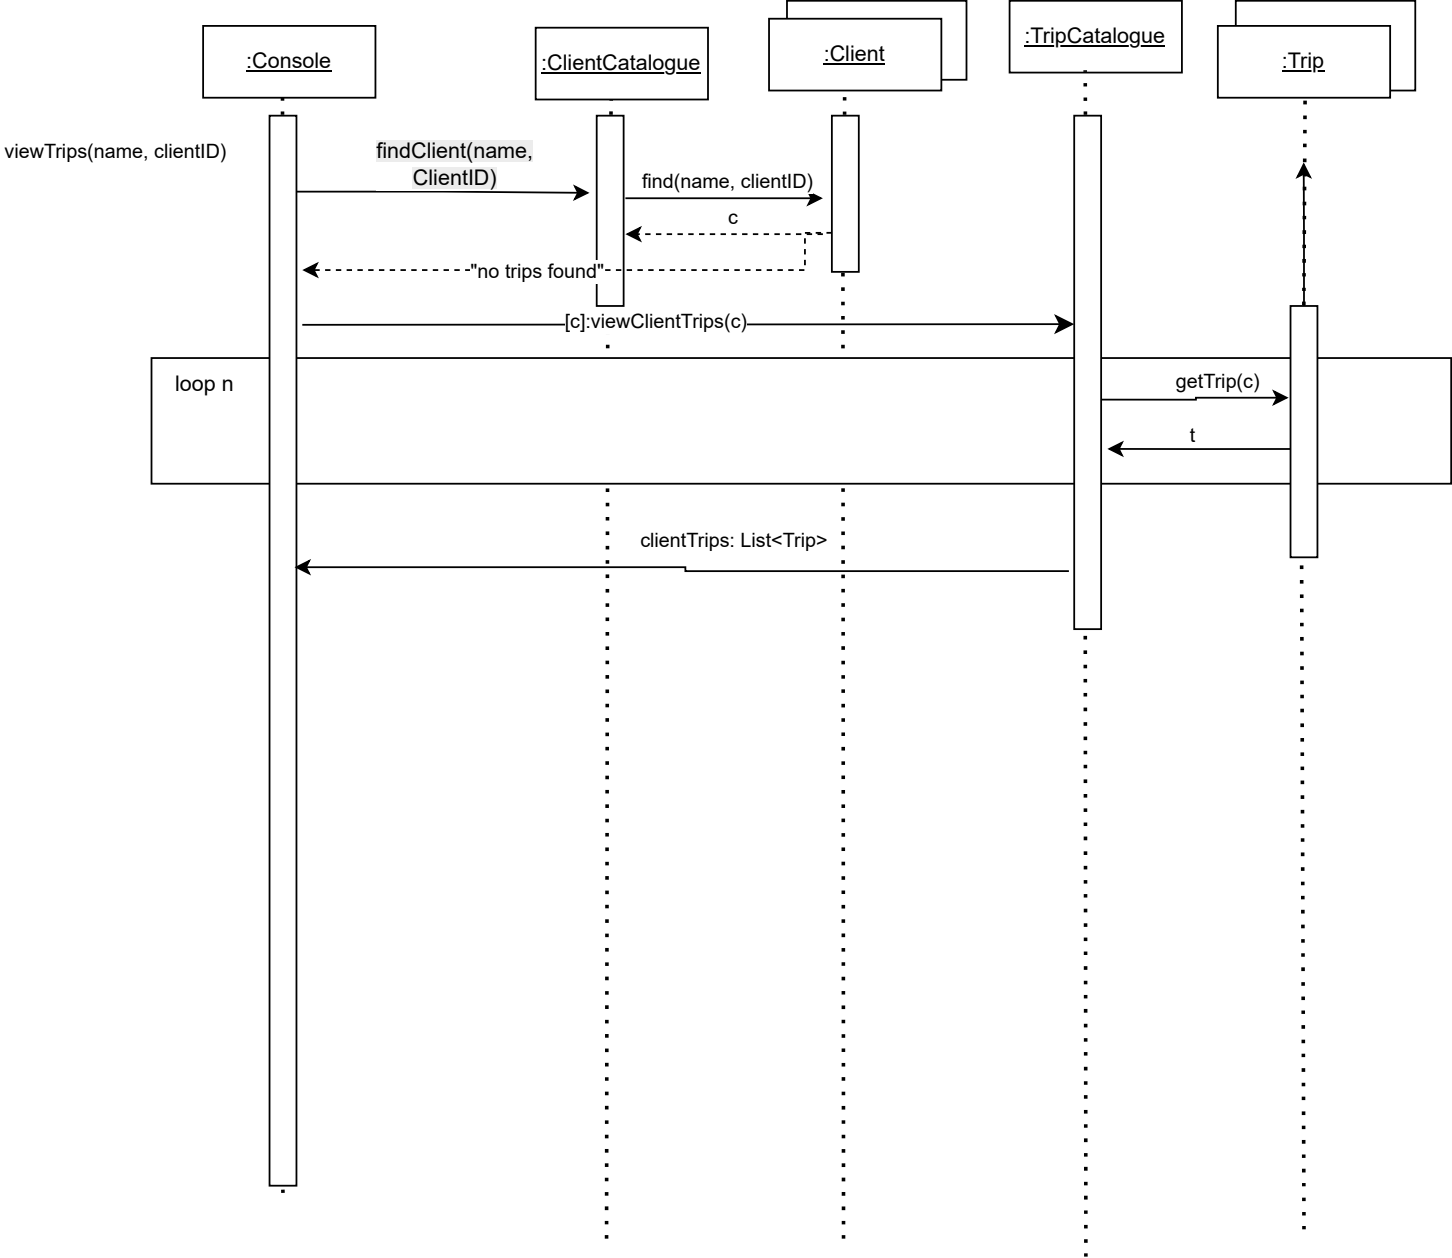 :Console
:ClientCatalogue
:Client
:TripCatalogue
:Trip
viewTrips(name, clientID)
findClient(name,
ClientID)
find(name, clientID)
c
"no trips found"
[c]:viewClientTrips(c)
loop n
getTrip(c)
t
clientTrips: List<Trip>